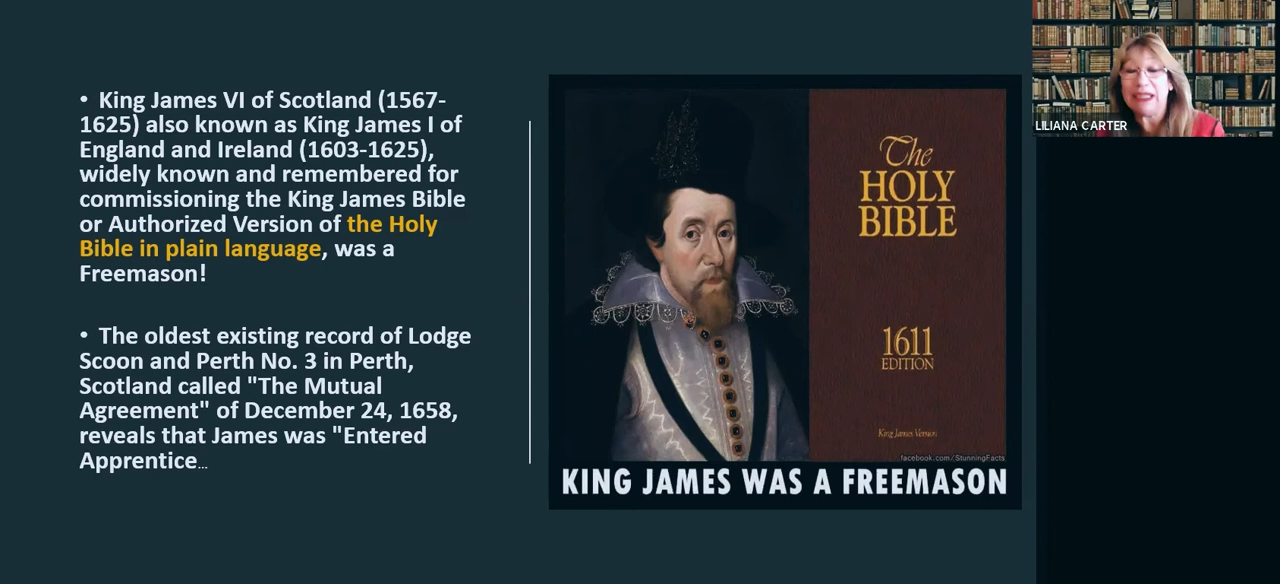 • King James VI of Scotland (1567-
1625) also known as King James I of
England and Ireland (1603-1625),
widely known and remembered for
commissioning the King James Bible
or Authorized Version of the Holy
Bible in plain language, was a
Freemason!
• The oldest existing record of Lodge
Scoon and Perth No. 3 in Perth,
Scotland called "The Mutual
Agreement" of December 24, 1658,
reveals that James was "Entered
Apprentice...
The
HOLY
BIBLE
1611
EDITION
King James Version
facebook.com/StunningFacts
KING JAMES WAS A FREEMASON
LILIANA CARTER